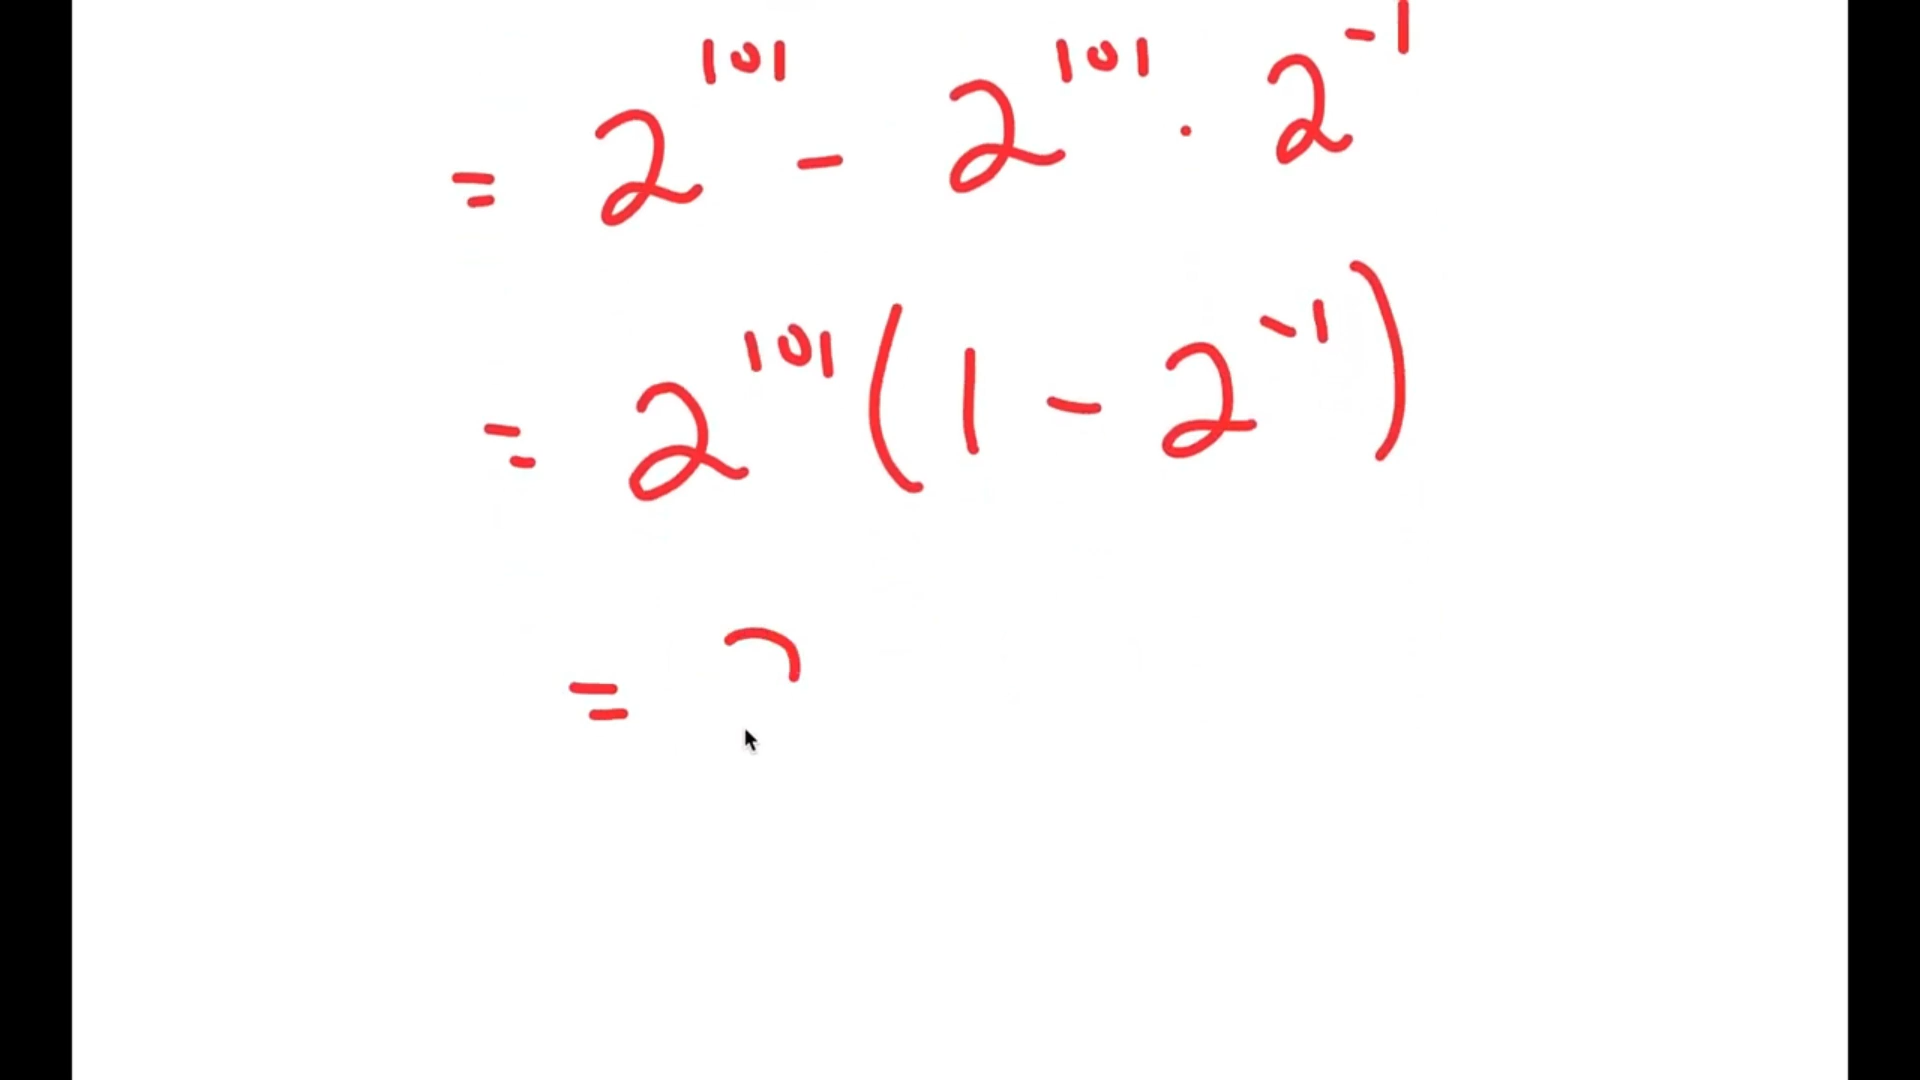 = 2^101 - 2^101 · 2^-1
= 2^101 (1 - 2^-1)
=